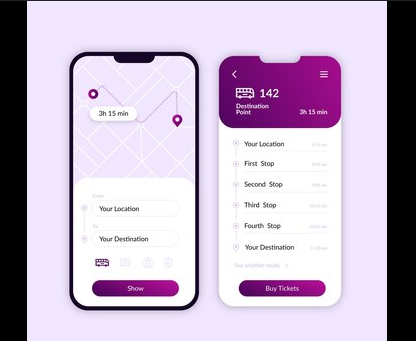 3h 15 min
From
Your Location
To
Your Destination
Show
142
Destination
Point
3h 15 min
Your Location
First Stop
Second Stop
Third Stop
Fourth Stop
Your Destination
See another route
Buy Tickets